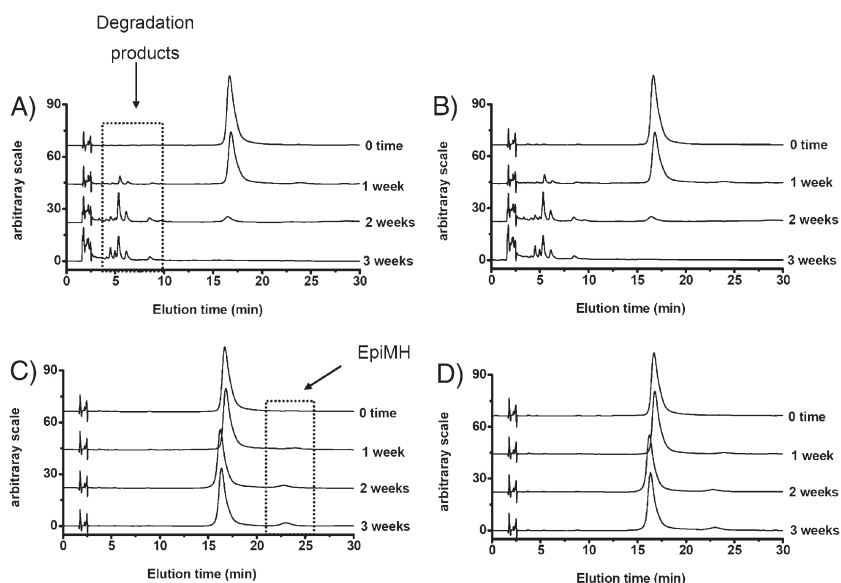 Degradation
products
A)
arbitraray scale
90
60
30
0
0 time
1 week
2 weeks
3 weeks
0 5 10 15 20 25 30
Elution time (min)
B)
arbitraray scale
90
60
30
0
0 time
1 week
2 weeks
3 weeks
0 5 10 15 20 25 30
Elution time (min)
EpiMH
C)
arbitraray scale
90
60
30
0
0 time
1 week
2 weeks
3 weeks
0 5 10 15 20 25 30
Elution time (min)
D)
arbitraray scale
90
60
30
0
0 time
1 week
2 weeks
3 weeks
0 5 10 15 20 25 30
Elution time (min)